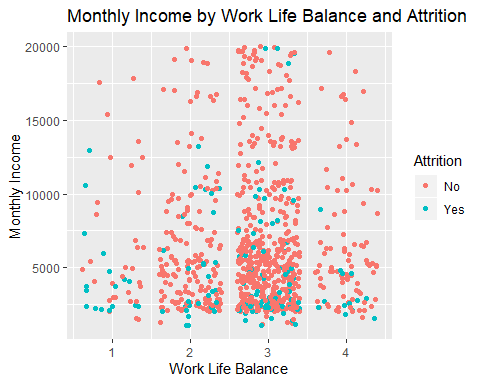 Monthly Income by Work Life Balance and Attrition
20000
15000
10000
5000
Monthly Income
1 2 3 4
Work Life Balance
Attrition
No
Yes